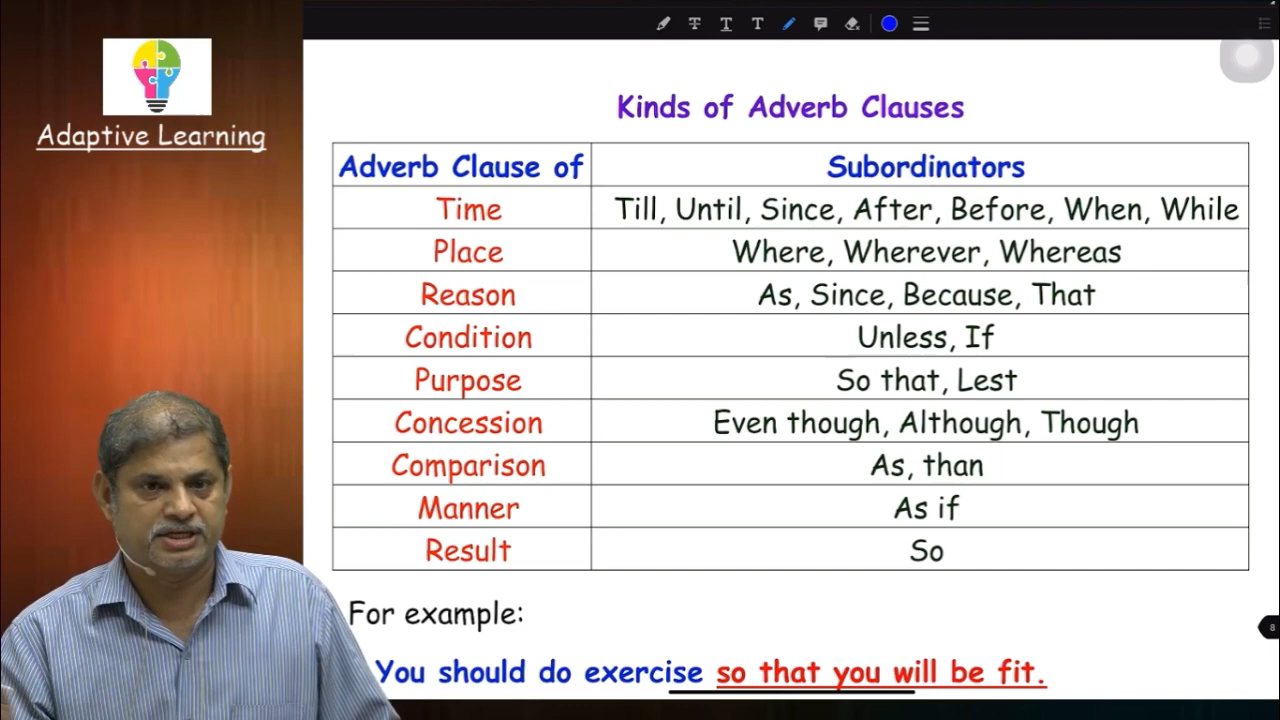 Adaptive Learning
Kinds of Adverb Clauses
Adverb Clause of Subordinators
Time Till, Until, Since, After, Before, When, While
Place Where, Wherever, Whereas
Reason As, Since, Because, That
Condition Unless, If
Purpose So that, Lest
Concession Even though, Although, Though
Comparison As, than
Manner As if
Result So
For example:
You should do exercise so that you will be fit.
8